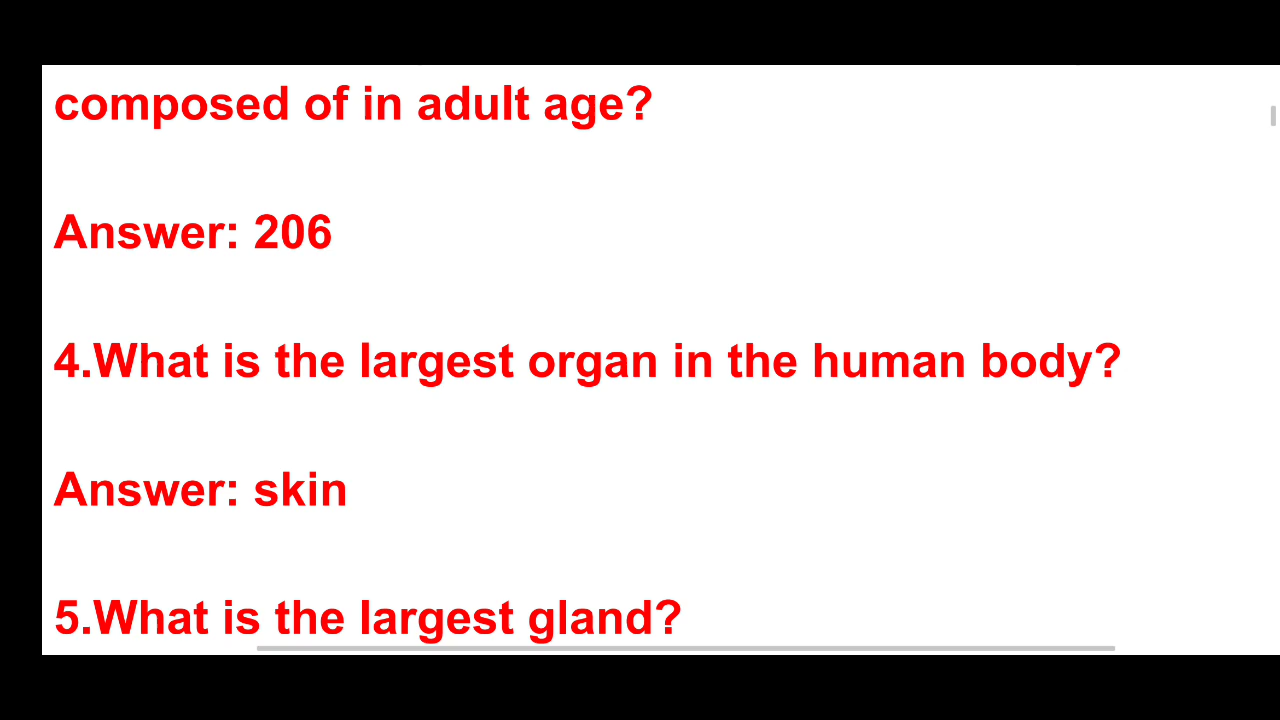 composed of in adult age?
Answer: 206
4.What is the largest organ in the human body?
Answer: skin
5.What is the largest gland?